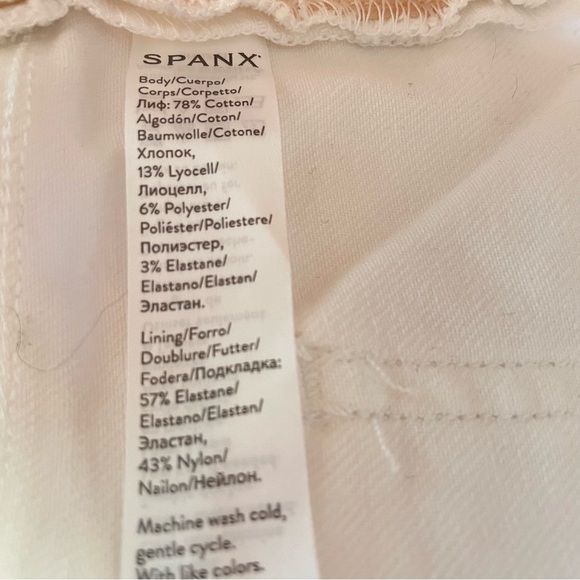 SPANX
Body/Cuerpo/
Corps/Corpetto/
Лиф: 78% Cotton/
Algodón/Coton/
Baumwolle/Cotone/
Хлопок,
13% Lyocell/
Лиоцелл,
6% Polyester/
Poliéster/Poliestere/
Полиэстер,
3% Elastane/
Elastano/Elastan/
Эластан.
Lining/Forro/
Doublure/Futter/
Fodera/Подкладка:
57% Elastane/
Elastano/Elastan/
Эластан,
43% Nylon/
Nailon/Нейлон.
Machine wash cold,
gentle cycle.
With like colors.